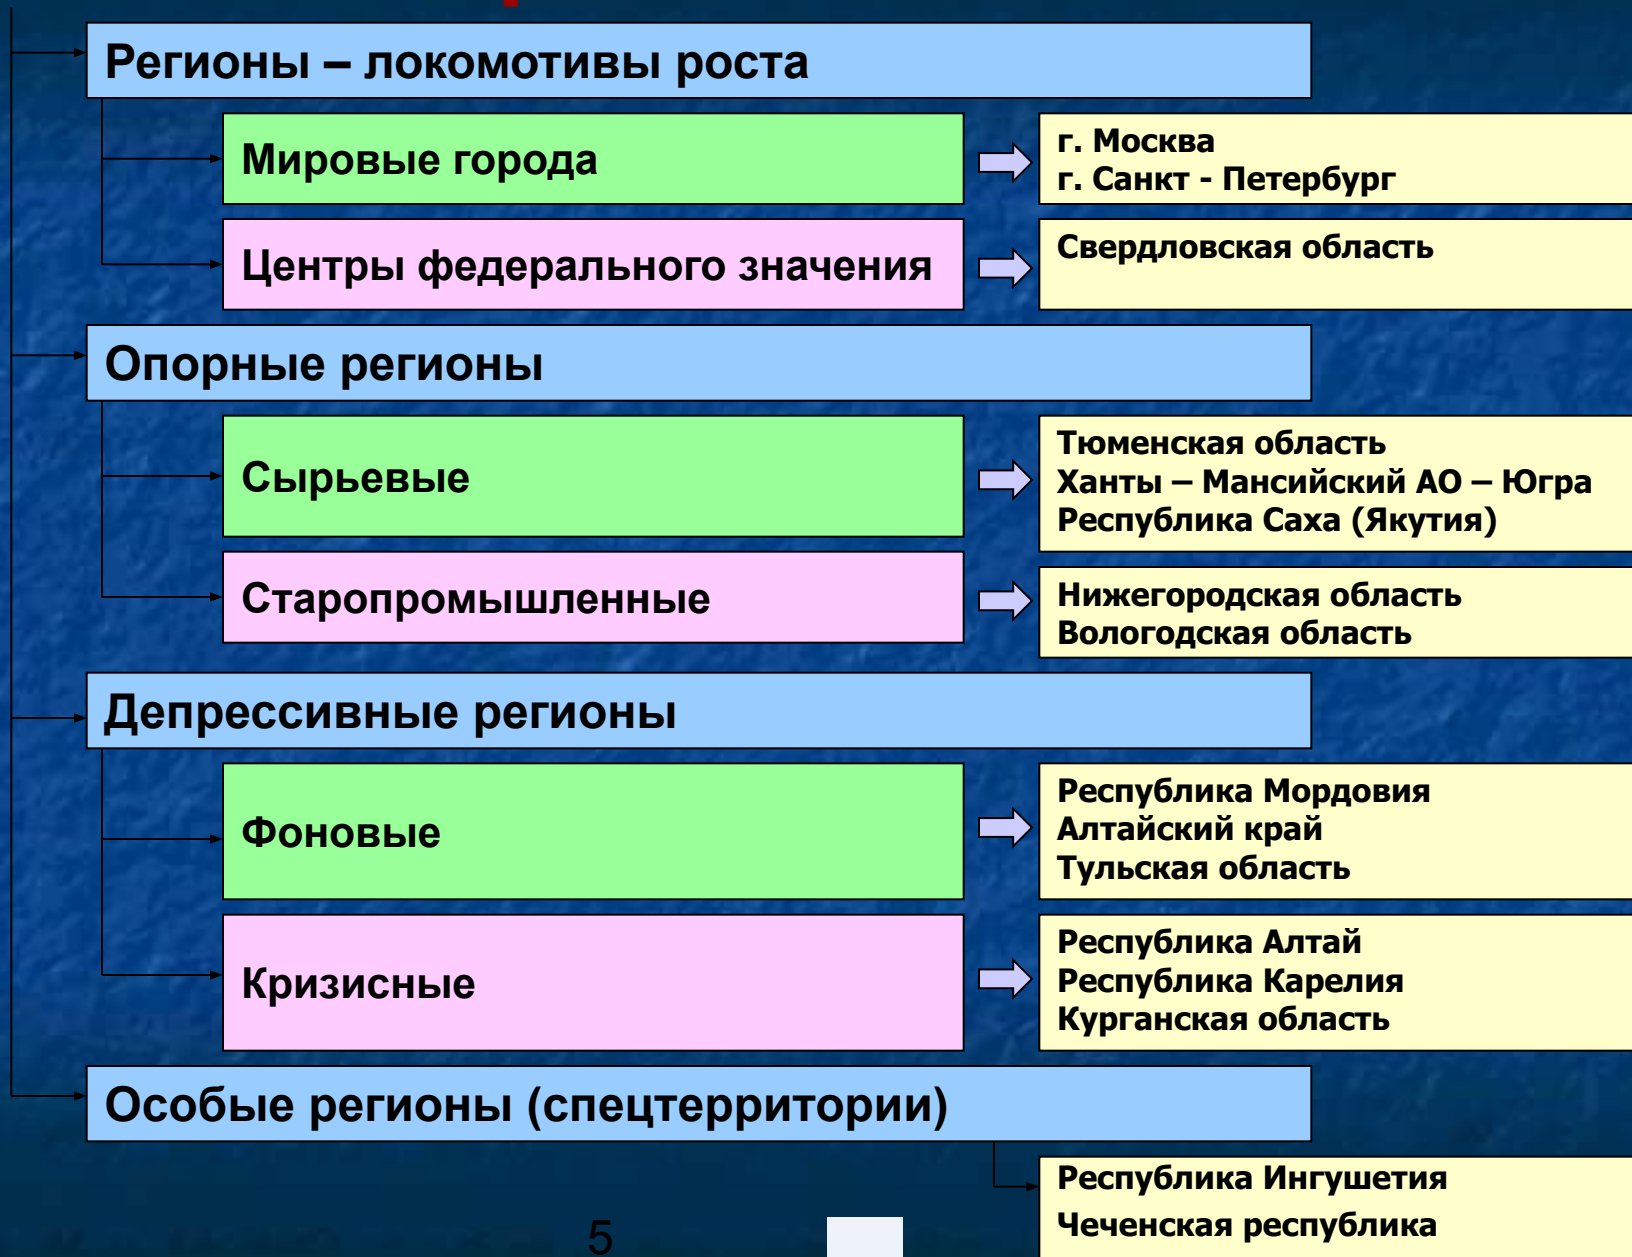 Регионы – локомотивы роста
Мировые города
г. Москва
г. Санкт - Петербург
Центры федерального значения
Свердловская область
Опорные регионы
Сырьевые
Тюменская область
Ханты – Мансийский АО – Югра
Республика Саха (Якутия)
Старопромышленные
Нижегородская область
Вологодская область
Депрессивные регионы
Фоновые
Республика Мордовия
Алтайский край
Тульская область
Кризисные
Республика Алтай
Республика Карелия
Курганская область
Особые регионы (спецтерритории)
Республика Ингушетия
Чеченская республика
5